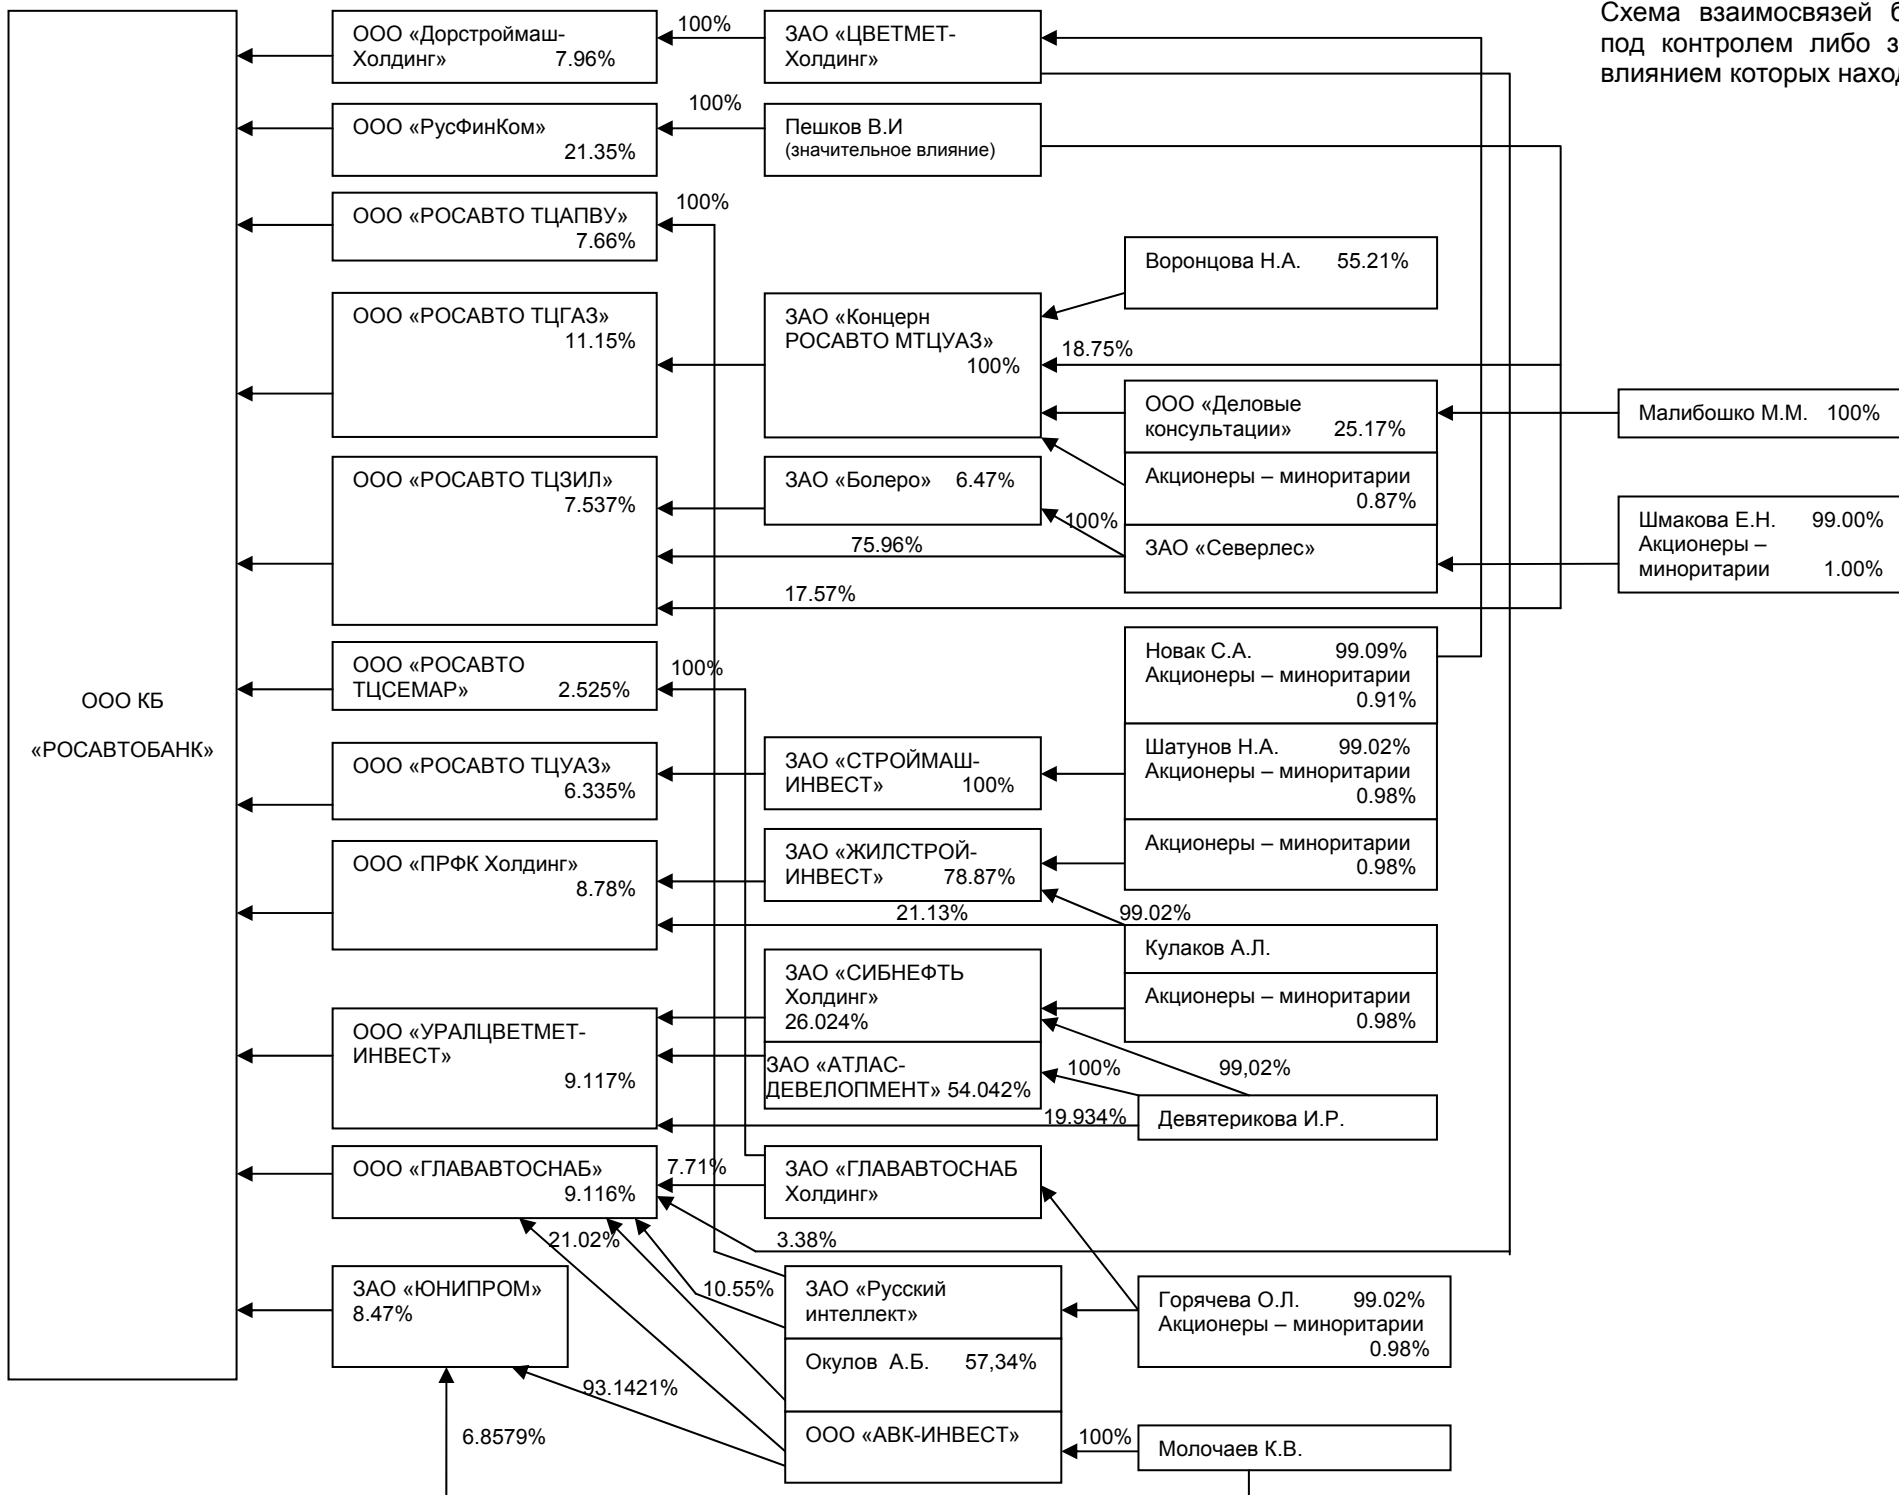 Схема взаимосвязей
под контролем либо
влиянием которых
ООО КБ
«РОСАВТОБАНК»
ООО «Дорстроймаш-
Холдинг» 7.96%
100%
ЗАО «ЦВЕТМЕТ-
Холдинг»
ООО «РусФинКом»
21.35%
100%
Пешков В.И
(значительное влияние)
ООО «РОСАВТО ТЦАПВУ»
7.66%
100%
ООО «РОСАВТО ТЦГАЗ»
11.15%
ЗАО «Концерн
РОСАВТО МТЦУАЗ»
100%
Воронцова Н.А. 55.21%
18.75%
ООО «Деловые
консультации» 25.17%
Малибошко М.М. 100%
Акционеры – миноритарии
0.87%
ООО «РОСАВТО ТЦЗИЛ»
7.537%
ЗАО «Болеро» 6.47%
100%
ЗАО «Северлес»
75.96%
17.57%
Шмакова Е.Н. 99.00%
Акционеры –
миноритарии 1.00%
ООО «РОСАВТО
ТЦСЕМАР» 2.525%
100%
Новак С.А. 99.09%
Акционеры – миноритарии
0.91%
ООО «РОСАВТО ТЦУАЗ»
6.335%
ЗАО «СТРОЙМАШ-
ИНВЕСТ» 100%
Шатунов Н.А. 99.02%
Акционеры – миноритарии
0.98%
ООО «ПРФК Холдинг»
8.78%
ЗАО «ЖИЛСТРОЙ-
ИНВЕСТ» 78.87%
Акционеры – миноритарии
0.98%
21.13%
99.02%
Кулаков А.Л.
ООО «УРАЛЦВЕТМЕТ-
ИНВЕСТ»
9.117%
ЗАО «СИБНЕФТЬ
Холдинг»
26.024%
Акционеры – миноритарии
0.98%
ЗАО «АТЛАС-
ДЕВЕЛОПМЕНТ» 54.042%
100%
99,02%
19.934%
Девятерикова И.Р.
ООО «ГЛАВАВТОСНАБ»
9.116%
7.71%
ЗАО «ГЛАВАВТОСНАБ
Холдинг»
21.02%
3.38%
10.55%
ЗАО «ЮНИПРОМ»
8.47%
ЗАО «Русский
интеллект»
Горячева О.Л. 99.02%
Акционеры – миноритарии
0.98%
Окулов А.Б. 57,34%
93.1421%
6.8579%
ООО «АВК-ИНВЕСТ»
100%
Молочаев К.В.